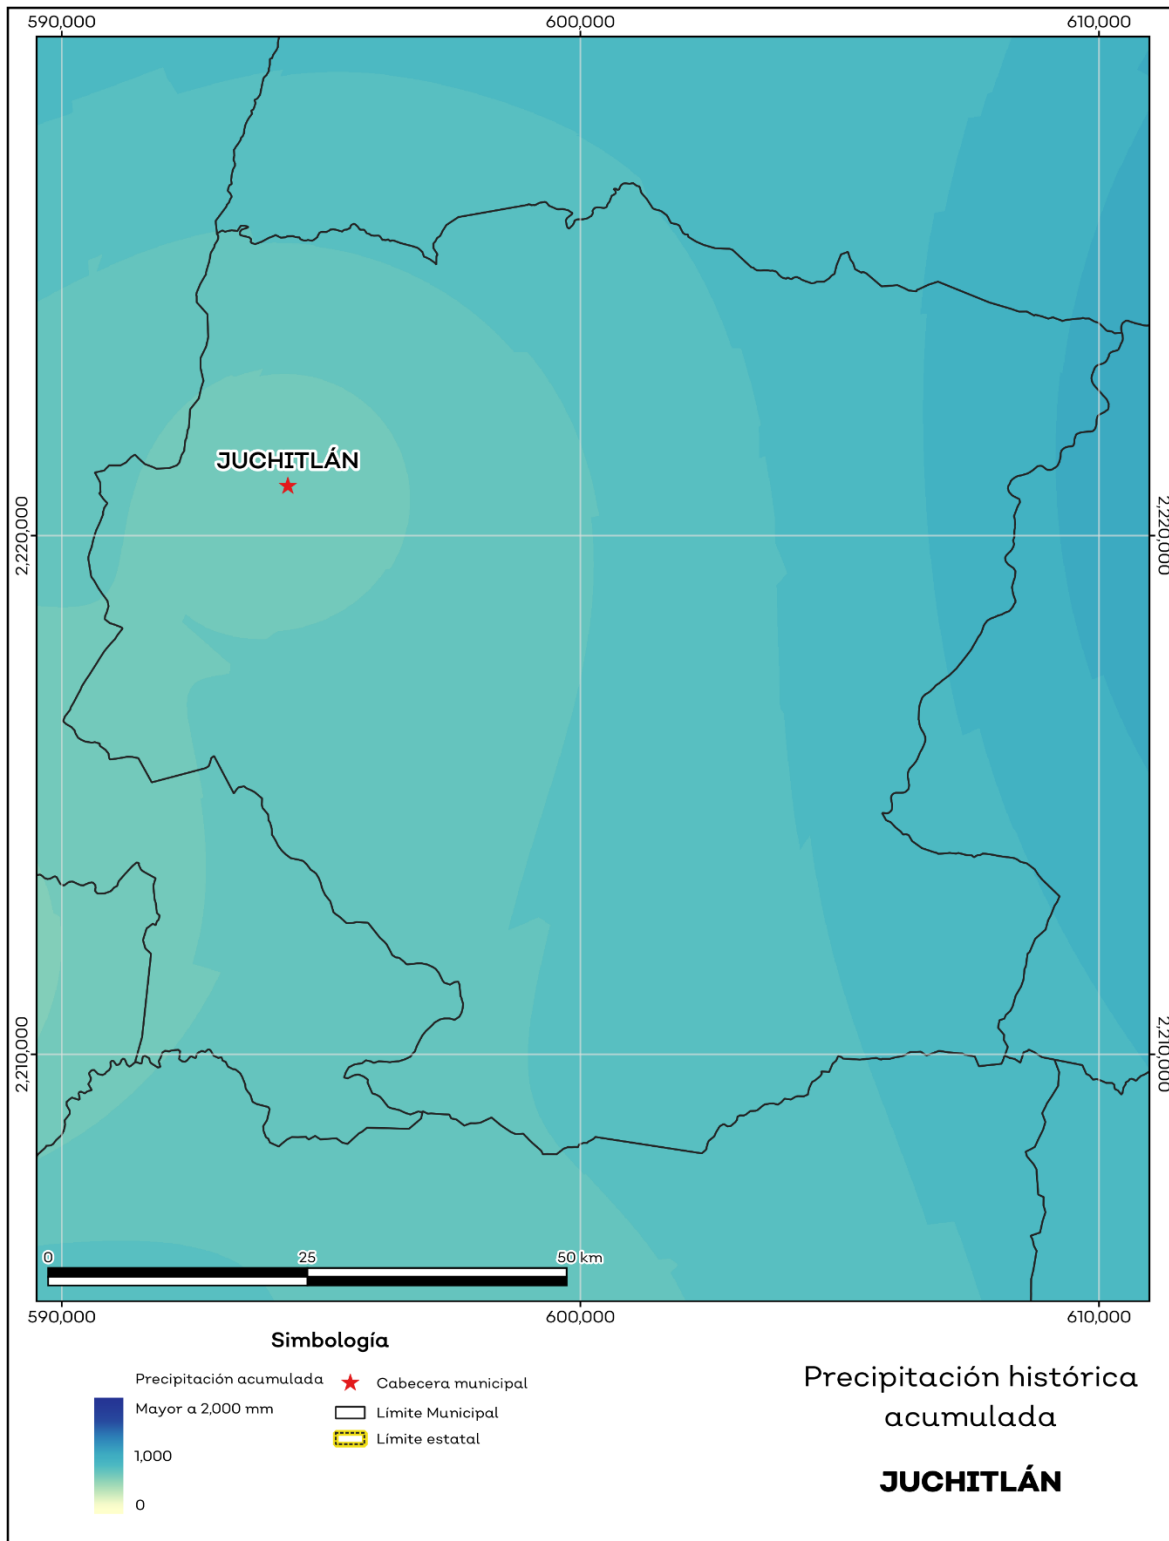 590,000 600,000 610,000
JUCHITLÁN
2,220,000 2,220,000
2,210,000 2,210,000
0 25 50 km
590,000 600,000 610,000
Simbología
Precipitación acumulada
Mayor a 2,000 mm
1,000
0
Cabecera municipal
Límite Municipal
Límite estatal
Precipitación histórica
acumulada
JUCHITLÁN